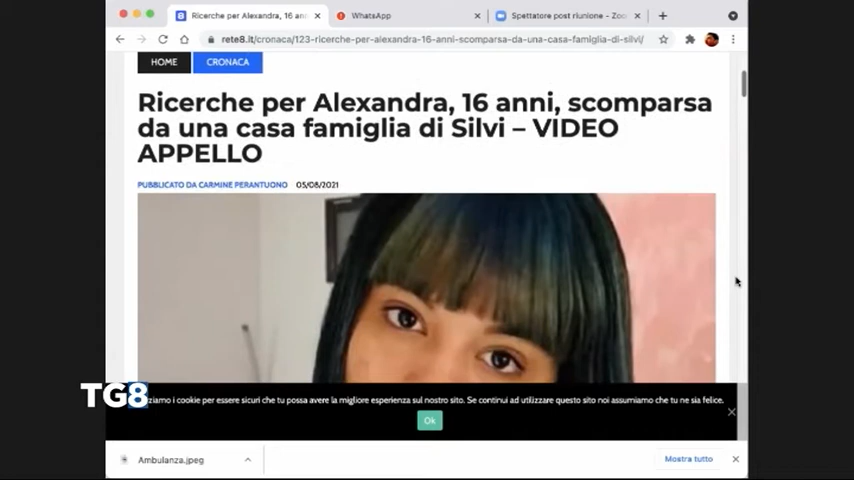 Ricerche per Alexandra, 16 ann
WhatsApp
Spettatore post riunione - Zoo
rete8.it/cronaca/123-ricerche-per-alexandra-16-anni-scomparsa-da-una-casa-famiglia-di-silvi/
HOME
CRONACA
Ricerche per Alexandra, 16 anni, scomparsa
da una casa famiglia di Silvi – VIDEO
APPELLO
PUBBLICATO DA CARMINE PERANTUONO 05/08/2021
TG8
ziamo i cookie per essere sicuri che tu possa avere la migliore esperienza sul nostro sito. Se continui ad utilizzare questo sito noi assumiamo che tu ne sia felice.
Ok
Ambulanza.jpeg
Mostra tutto